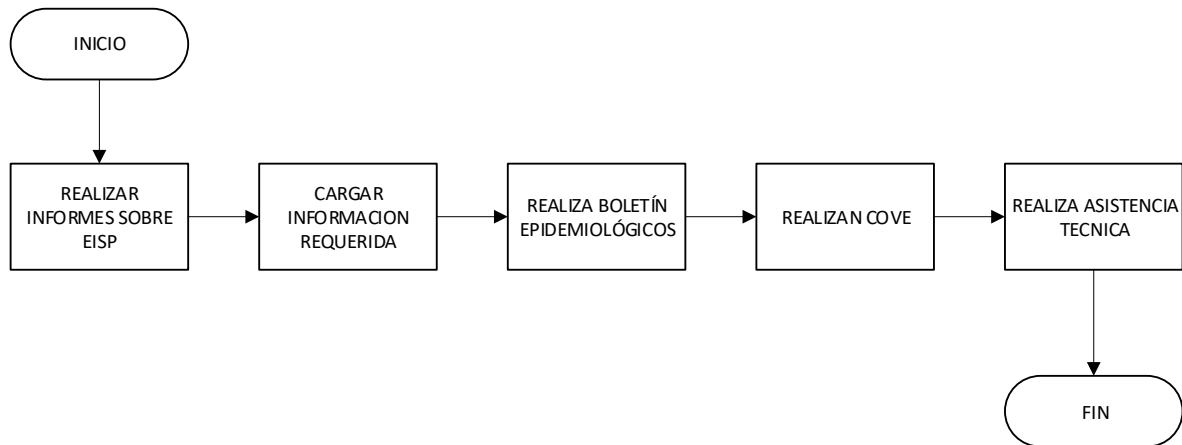 INICIO
REALIZAR
INFORMES SOBRE
EISP
CARGAR
INFORMACION
REQUERIDA
REALIZA BOLETÍN
EPIDEMIOLÓGICOS
REALIZAN COVE
REALIZA ASISTENCIA
TECNICA
FIN